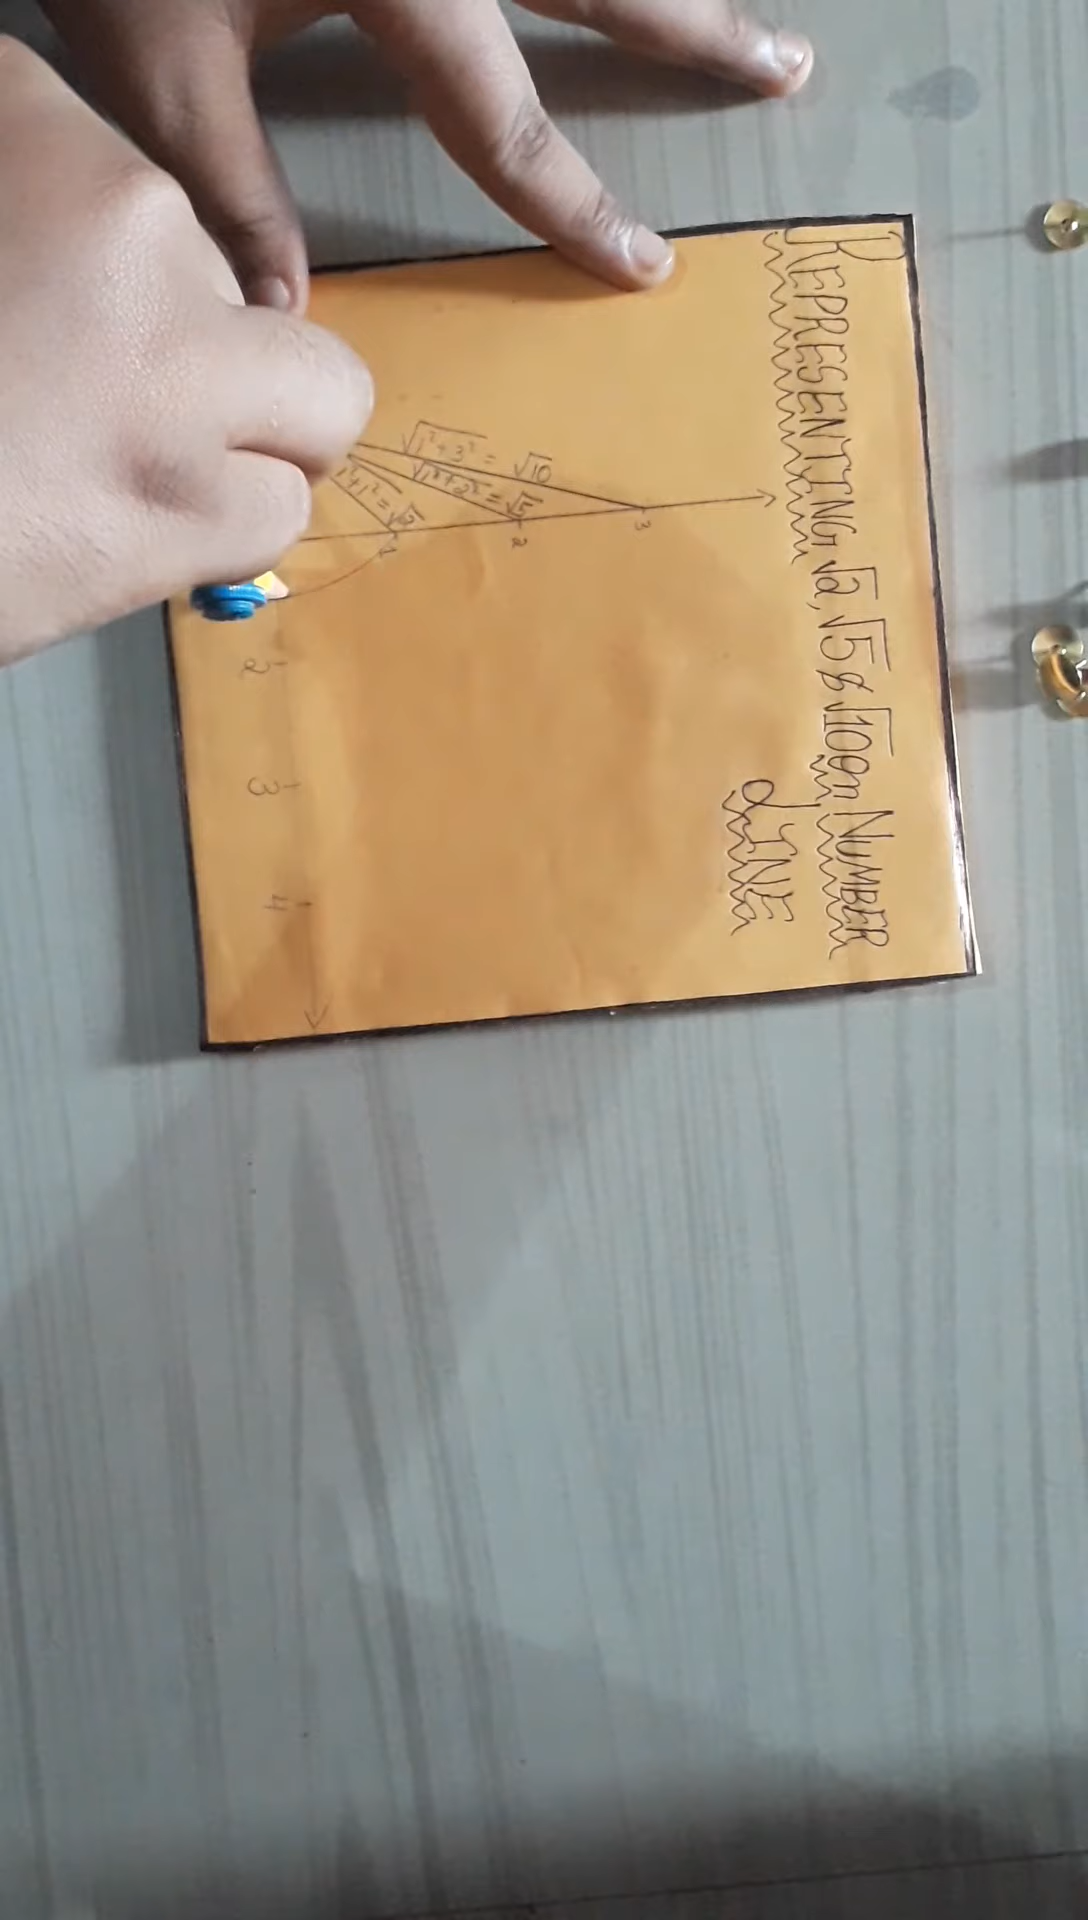 REPRESENTING √2, √5 & √10 on NUMBER
LINE
√1²+3² = √10
√1²+2² = √5
1²+1² = √2
3
2
1
2
3
4